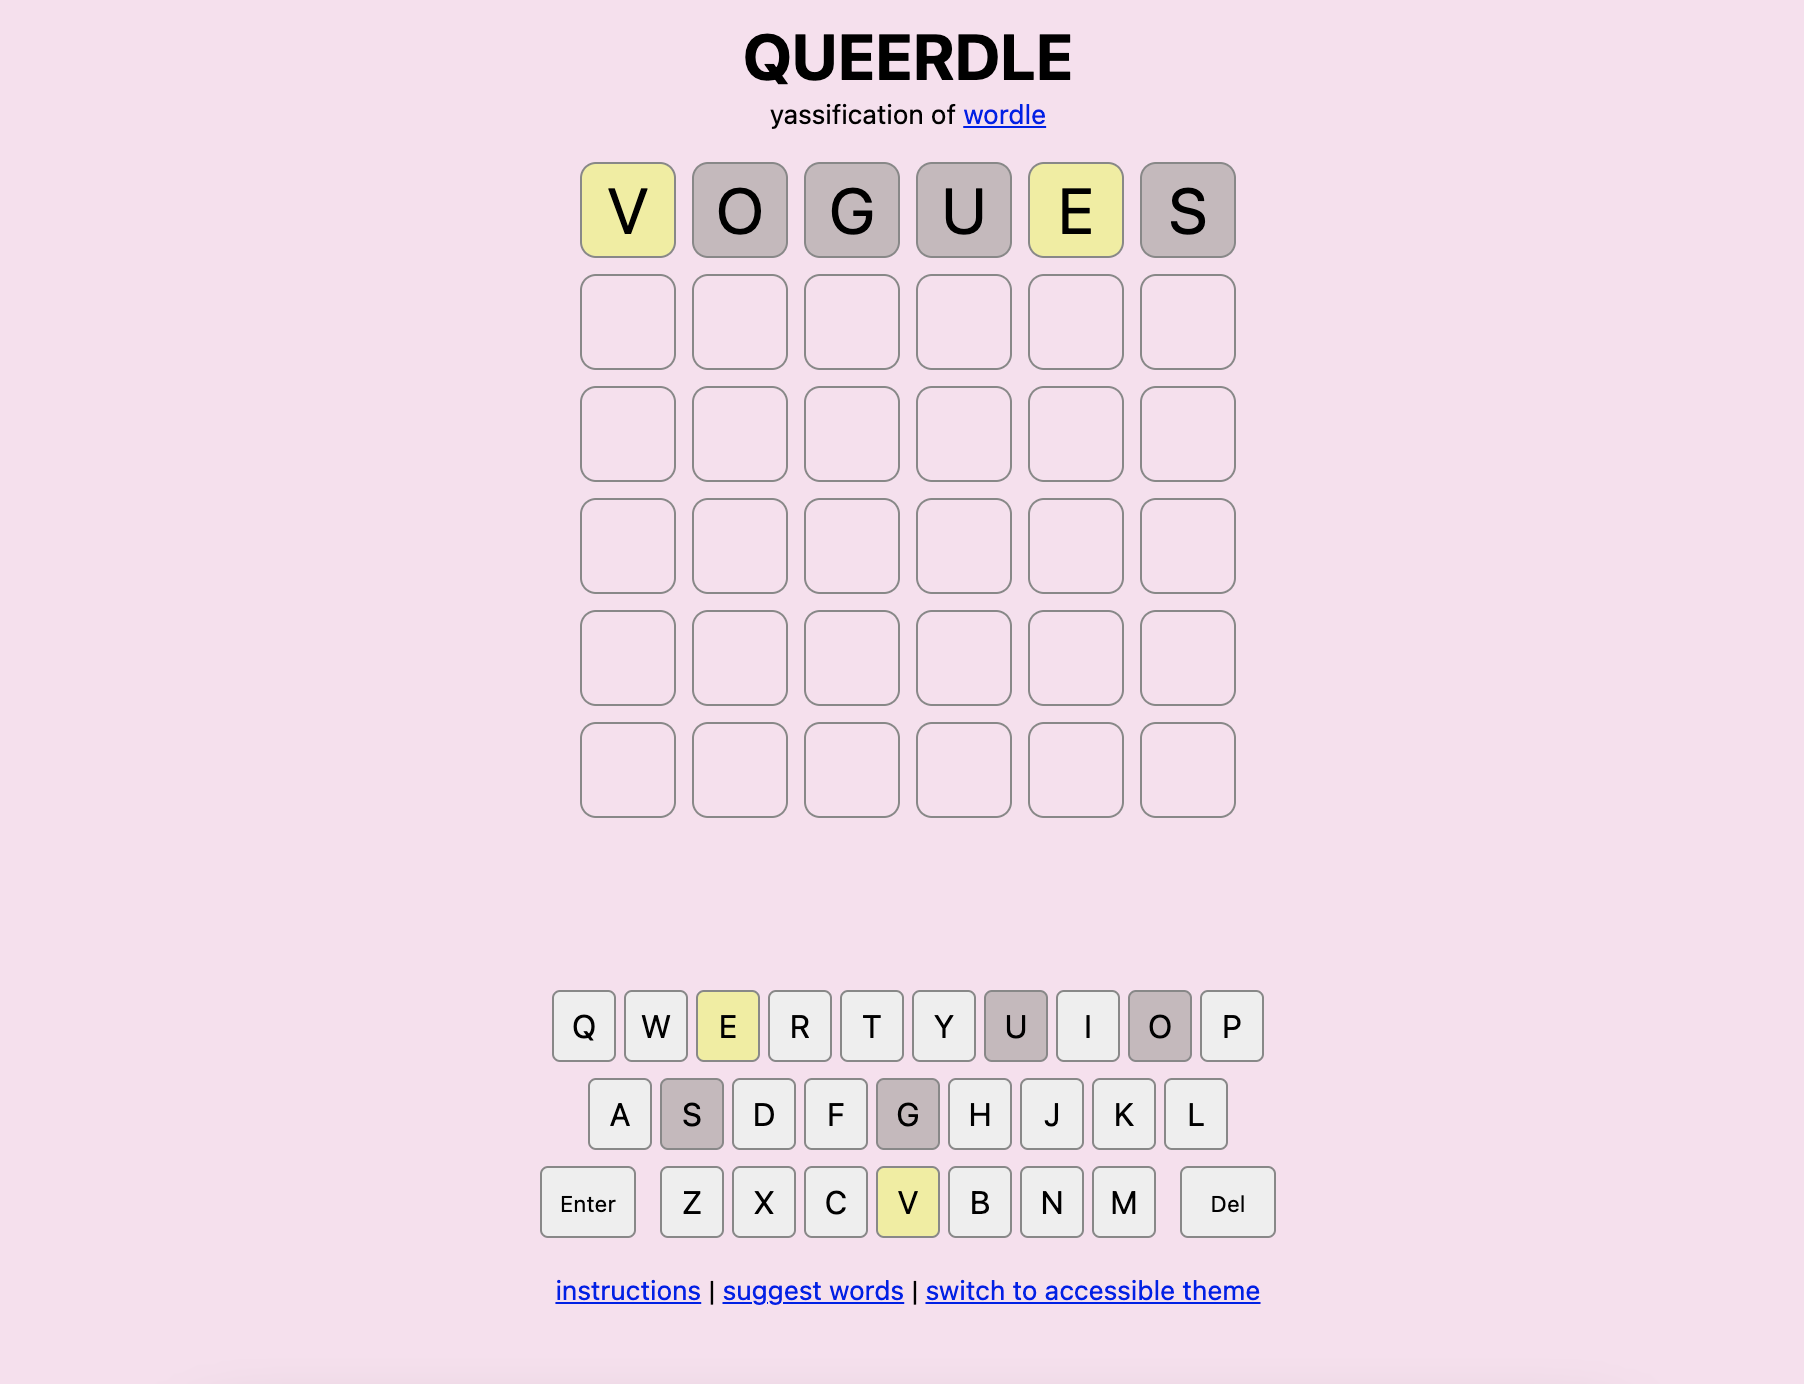 QUEERDLE
yassification of wordle
V O G U E S
Q W E R T Y U I O P
A S D F G H J K L
Enter Z X C V B N M Del
instructions | suggest words | switch to accessible theme